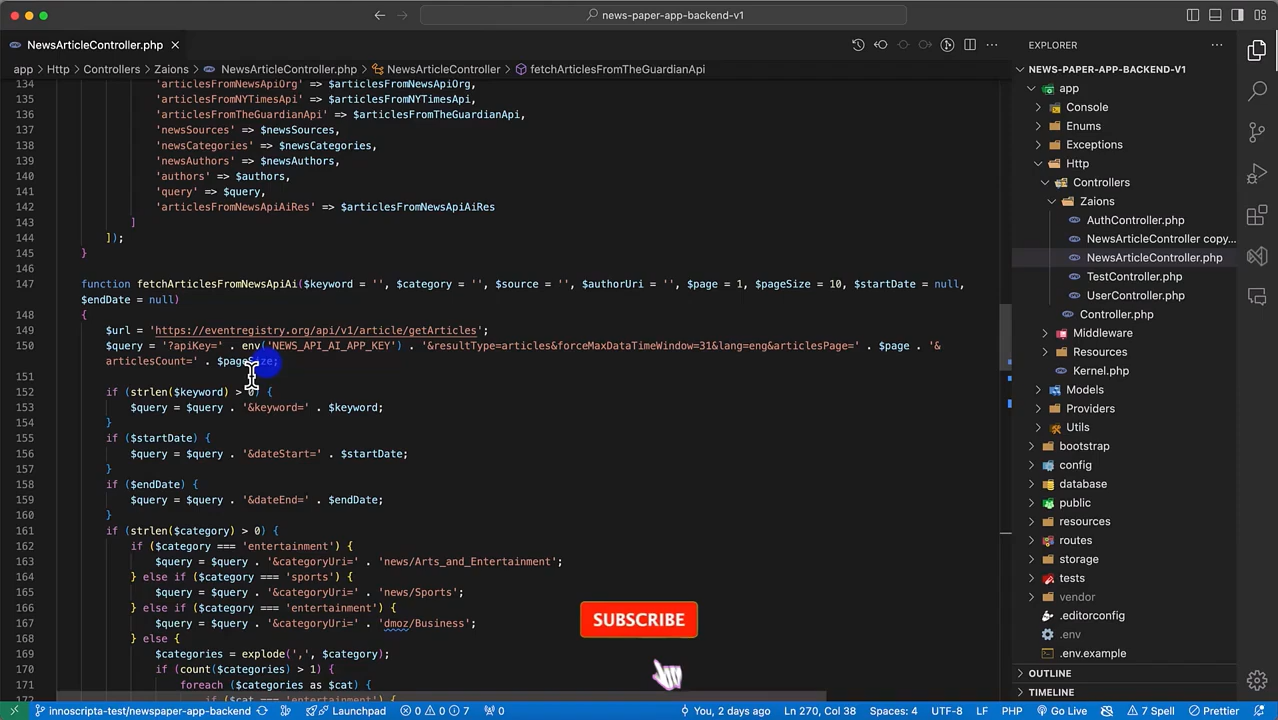 news-paper-app-backend-v1
NewsArticleController.php
app > Http > Controllers > Zaions > NewsArticleController.php > NewsArticleController > fetchArticlesFromTheGuardianApi
134 'articlesFromNewsApiOrg' => $articlesFromNewsApiOrg,
135 'articlesFromNYTimesApi' => $articlesFromNYTimesApi,
136 'articlesFromTheGuardianApi' => $articlesFromTheGuardianApi,
137 'newsSources' => $newsSources,
138 'newsCategories' => $newsCategories,
139 'newsAuthors' => $newsAuthors,
140 'authors' => $authors,
141 'query' => $query,
142 'articlesFromNewsApiAiRes' => $articlesFromNewsApiAiRes
143 ]
144 ]);
145 }
146
147 function fetchArticlesFromNewsApiAi($keyword = '', $category = '', $source = '', $authorUri = '', $page = 1, $pageSize = 10, $startDate = null,
$endDate = null)
148 {
149 $url = 'https://eventregistry.org/api/v1/article/getArticles';
150 $query = '?apiKey=' . env('NEWS_API_AI_APP_KEY') . '&resultType=articles&forceMaxDataTimeWindow=31&lang=eng&articlesPage=' . $page . '&
articlesCount=' . $pageSize;
151
152 if (strlen($keyword) > 0) {
153 $query = $query . '&keyword=' . $keyword;
154 }
155 if ($startDate) {
156 $query = $query . '&dateStart=' . $startDate;
157 }
158 if ($endDate) {
159 $query = $query . '&dateEnd=' . $endDate;
160 }
161 if (strlen($category) > 0) {
162 if ($category === 'entertainment') {
163 $query = $query . '&categoryUri=' . 'news/Arts_and_Entertainment';
164 } else if ($category === 'sports') {
165 $query = $query . '&categoryUri=' . 'news/Sports';
166 } else if ($category === 'entertainment') {
167 $query = $query . '&categoryUri=' . 'dmoz/Business';
168 } else {
169 $categories = explode(',', $category);
170 if (count($categories) > 1) {
171 foreach ($categories as $cat) {
172 if ($cat === 'entertainment') {
SUBSCRIBE
EXPLORER
NEWS-PAPER-APP-BACKEND-V1
app
Console
Enums
Exceptions
Http
Controllers
Zaions
AuthController.php
NewsArticleController copy...
NewsArticleController.php
TestController.php
UserController.php
Controller.php
Middleware
Resources
Kernel.php
Models
Providers
Utils
bootstrap
config
database
public
resources
routes
storage
tests
vendor
.editorconfig
.env
.env.example
OUTLINE
TIMELINE
innoscripta-test/newspaper-app-backend Launchpad 0 0 7 0 You, 2 days ago Ln 270, Col 38 Spaces: 4 UTF-8 LF PHP Go Live 7 Spell Prettier